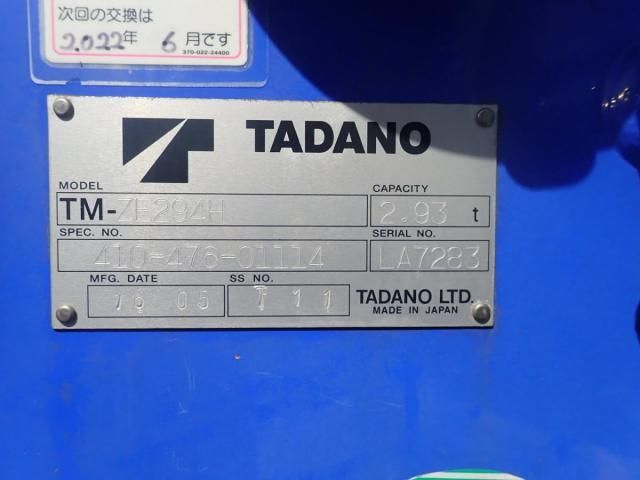 次回の交換は
2022年 6月です
370-022-24400
TADANO
MODEL
TM-ZE294H
CAPACITY
2.93 t
SPEC. NO.
410-476-01114
SERIAL NO.
LA7283
MFG. DATE
16 05
SS NO.
T11
TADANO LTD.
MADE IN JAPAN